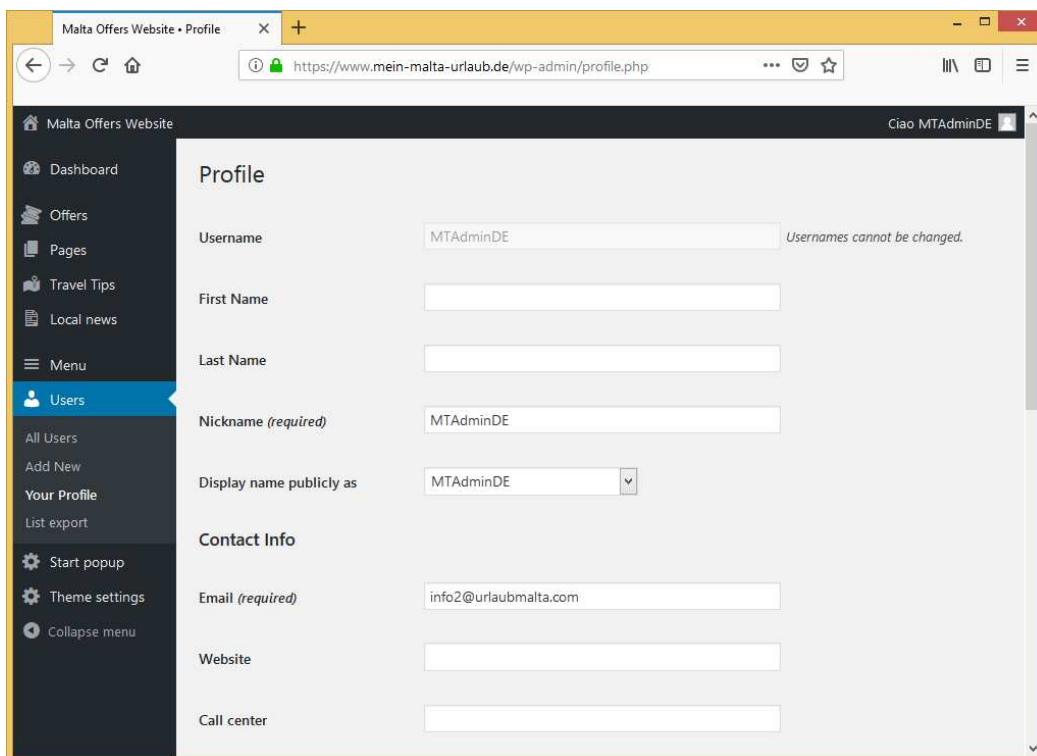 Malta Offers Website • Profile
https://www.mein-malta-urlaub.de/wp-admin/profile.php
Malta Offers Website
Ciao MTAdminDE
Dashboard
Offers
Pages
Travel Tips
Local news
Menu
Users
All Users
Add New
Your Profile
List export
Start popup
Theme settings
Collapse menu
Profile
Username MTAdminDE Usernames cannot be changed.
First Name
Last Name
Nickname (required) MTAdminDE
Display name publicly as MTAdminDE
Contact Info
Email (required) info2@urlaubmalta.com
Website
Call center